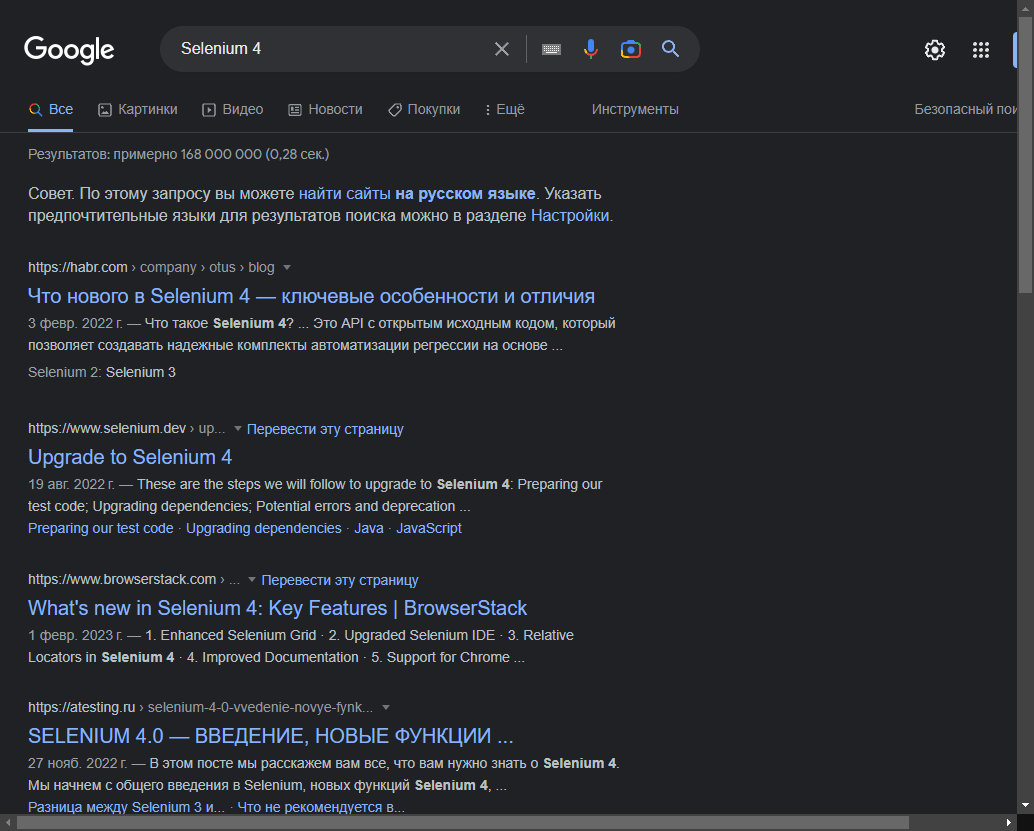 Google
Selenium 4
Все Картинки Видео Новости Покупки Ещё Инструменты Безопасный пои
Результатов: примерно 168 000 000 (0,28 сек.)
Совет. По этому запросу вы можете найти сайты на русском языке. Указать
предпочтительные языки для результатов поиска можно в разделе Настройки.
https://habr.com › company › otus › blog
Что нового в Selenium 4 — ключевые особенности и отличия
3 февр. 2022 г. — Что такое Selenium 4? ... Это API с открытым исходным кодом, который
позволяет создавать надежные комплекты автоматизации регрессии на основе ...
Selenium 2: Selenium 3
https://www.selenium.dev › up... Перевести эту страницу
Upgrade to Selenium 4
19 авг. 2022 г. — These are the steps we will follow to upgrade to Selenium 4: Preparing our
test code; Upgrading dependencies; Potential errors and deprecation ...
Preparing our test code · Upgrading dependencies · Java · JavaScript
https://www.browserstack.com › ... Перевести эту страницу
What's new in Selenium 4: Key Features | BrowserStack
1 февр. 2023 г. — 1. Enhanced Selenium Grid · 2. Upgraded Selenium IDE · 3. Relative
Locators in Selenium 4 · 4. Improved Documentation · 5. Support for Chrome ...
https://atesting.ru › selenium-4-0-vvedenie-novye-fynk...
SELENIUM 4.0 — ВВЕДЕНИЕ, НОВЫЕ ФУНКЦИИ ...
27 нояб. 2022 г. — В этом посте мы расскажем вам все, что вам нужно знать о Selenium 4.
Мы начнем с общего введения в Selenium, новых функций Selenium 4, ...
Разница между Selenium 3 и... · Что не рекомендуется в...